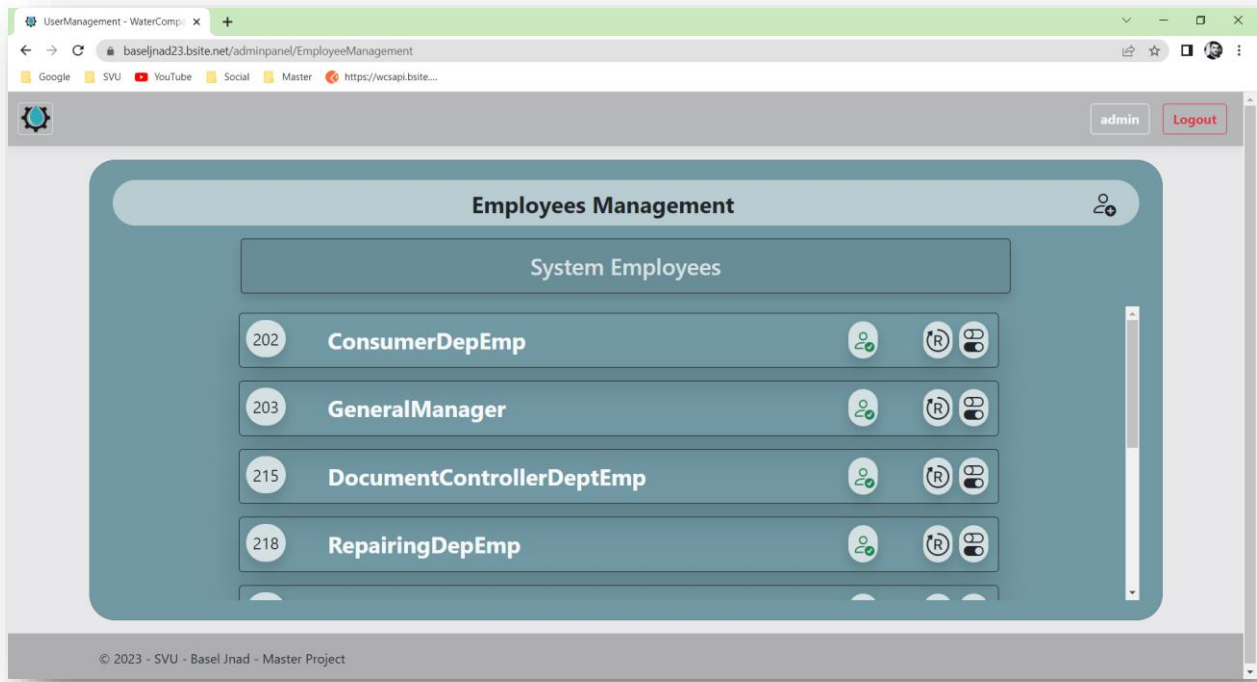 UserManagement - WaterCompa
baseljnad23.bsite.net/adminpanel/EmployeeManagement
Google SVU YouTube Social Master https://wcsapi.bsite....
admin Logout
Employees Management
System Employees
202 ConsumerDepEmp R
203 GeneralManager R
215 DocumentControllerDeptEmp R
218 RepairingDepEmp R
© 2023 - SVU - Basel Jnad - Master Project